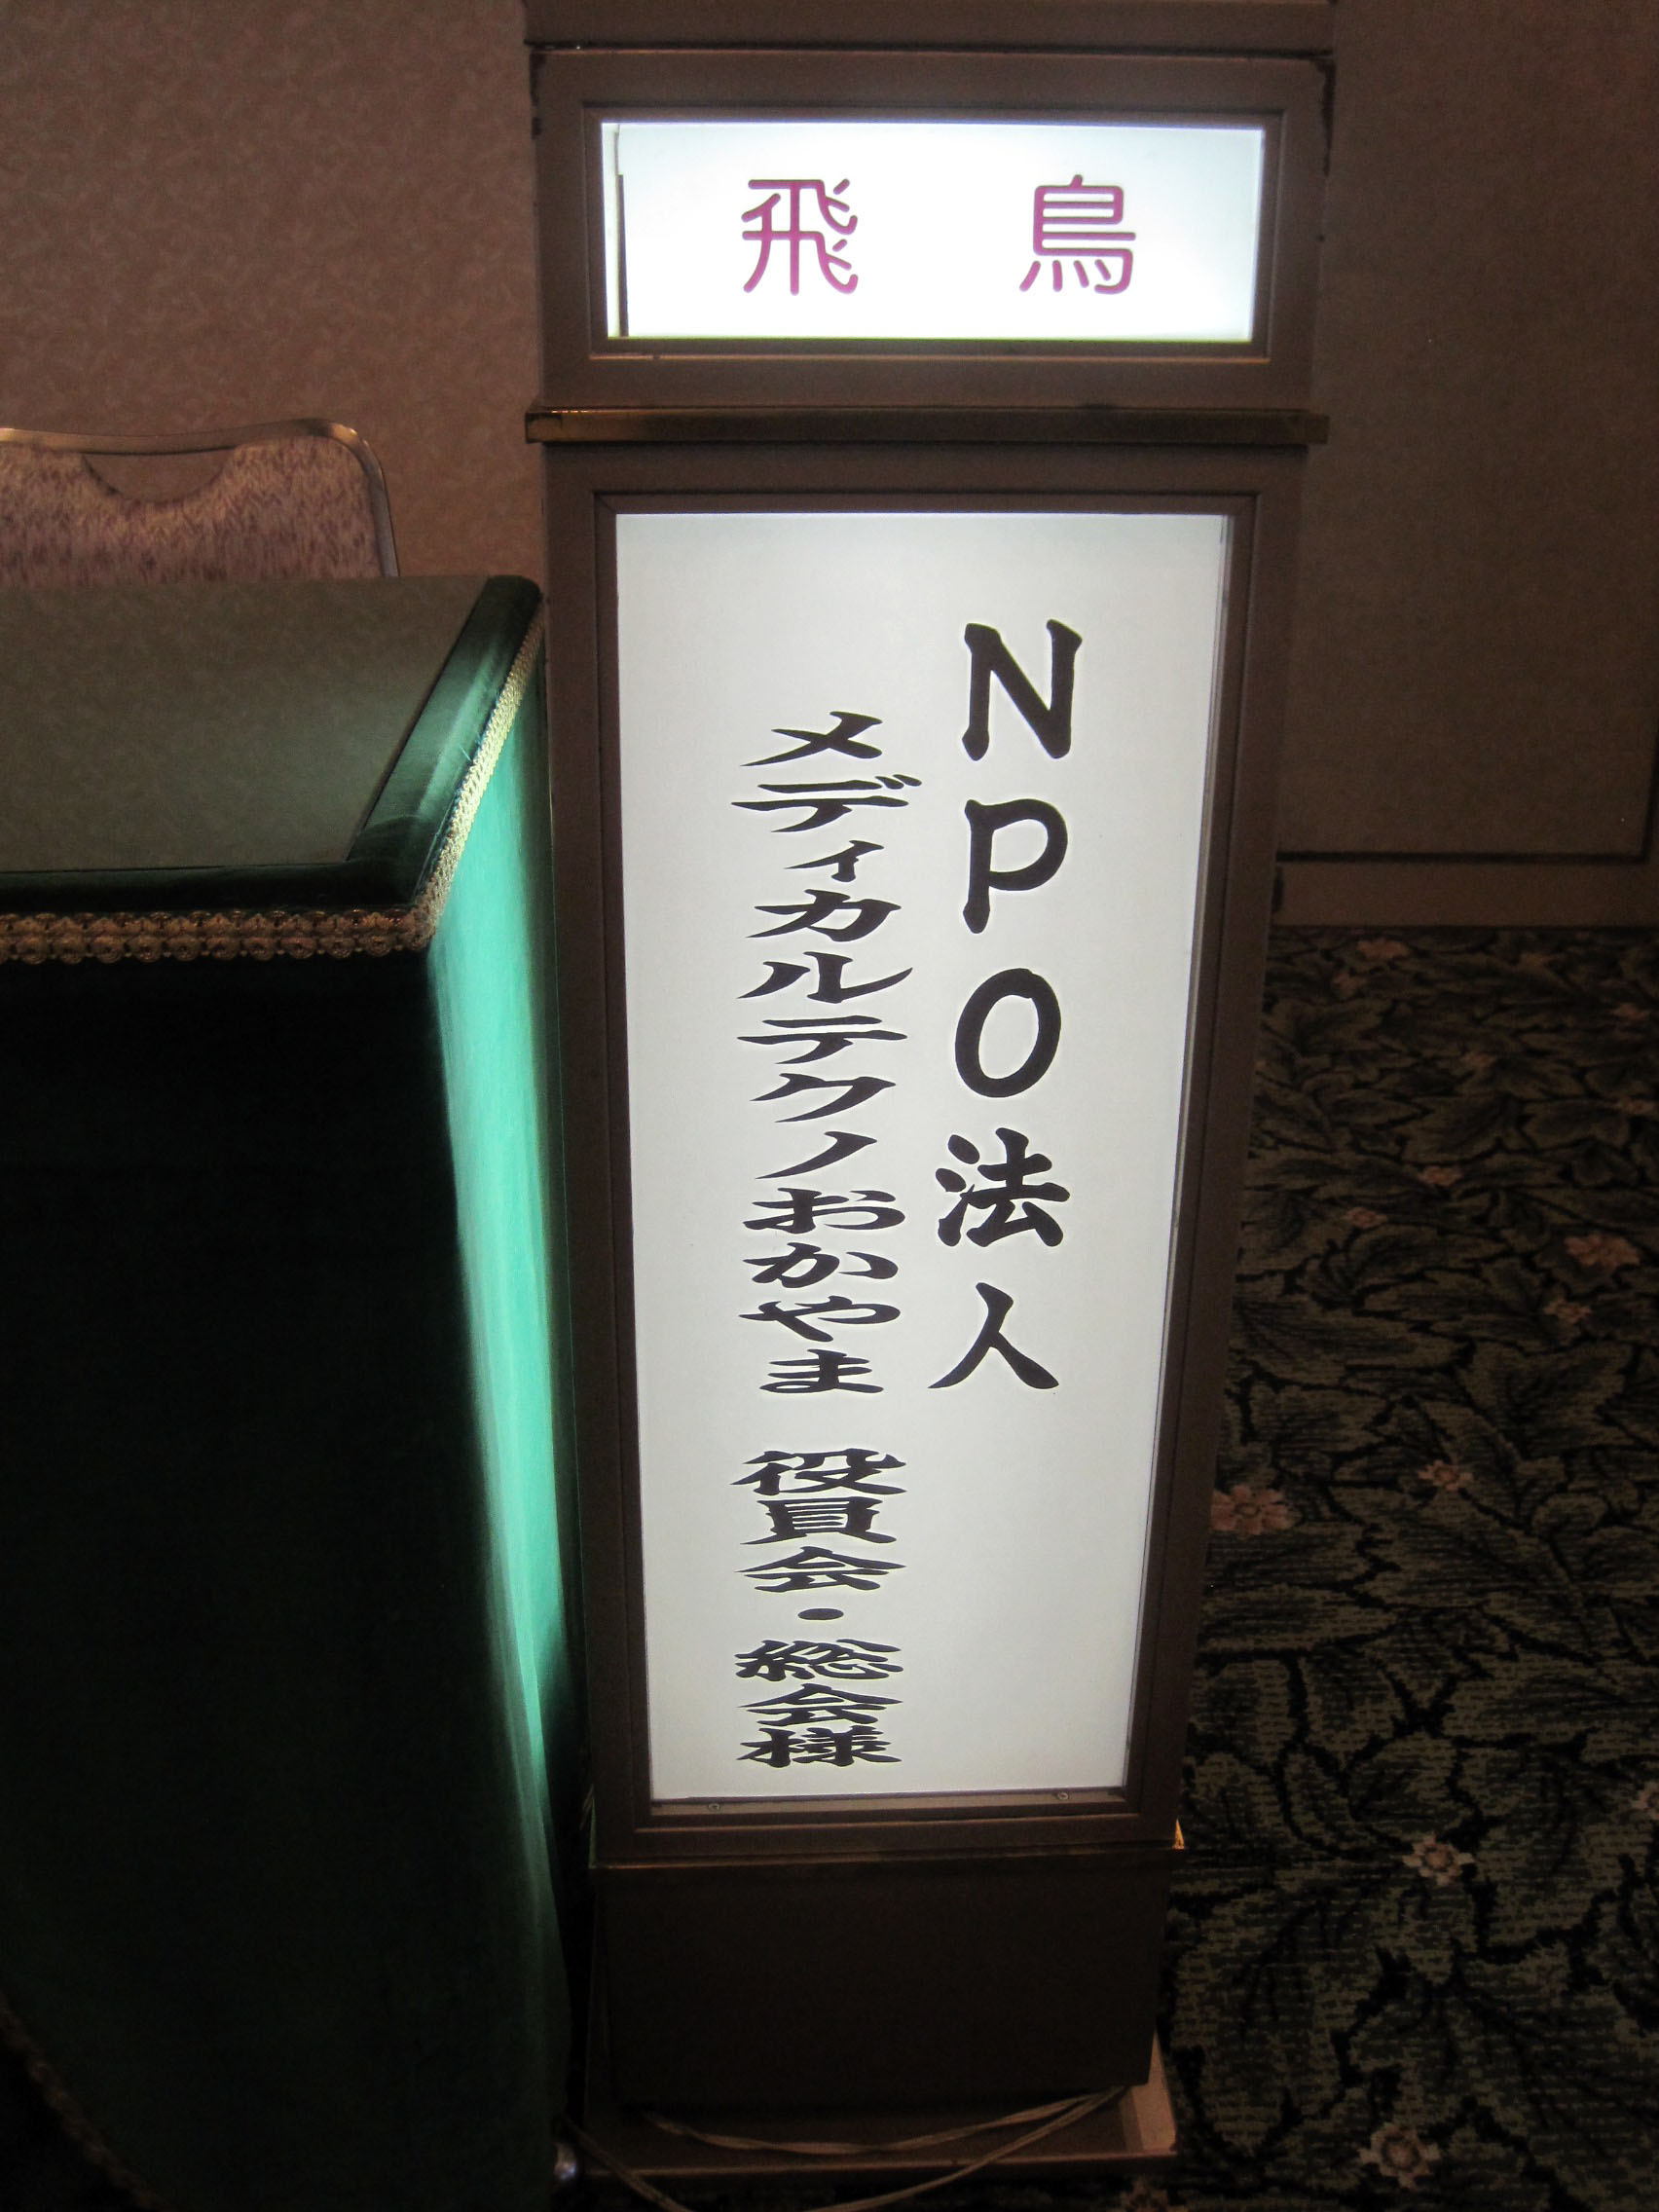 飛鳥
NPO法人
メディカルテクノおかやま 役員会・総会様